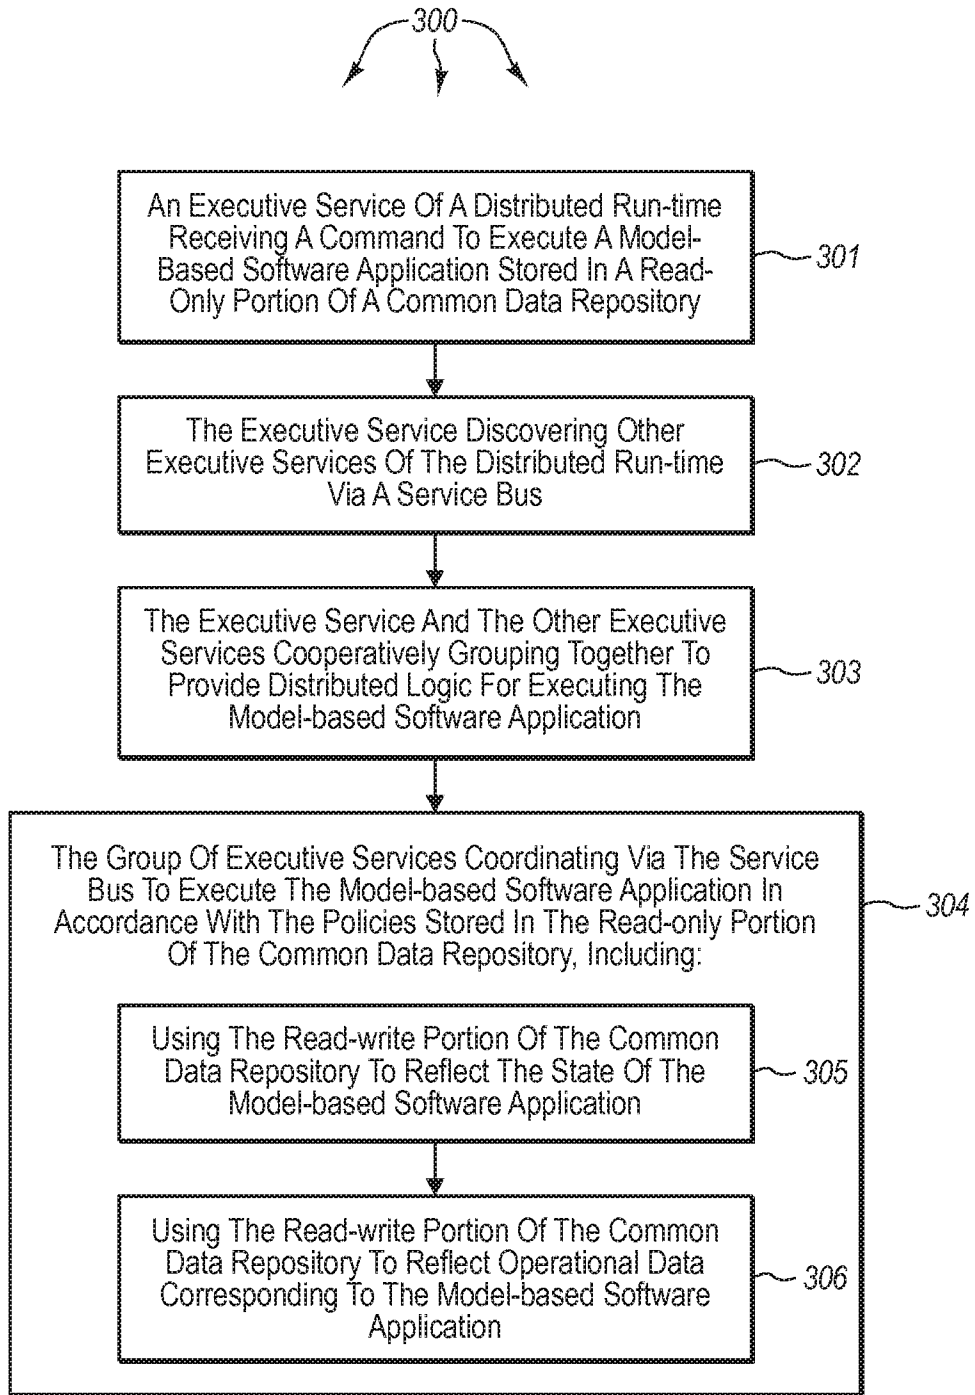 300
An Executive Service Of A Distributed Run-time
Receiving A Command To Execute A Model-
Based Software Application Stored In A Read-
Only Portion Of A Common Data Repository
301
The Executive Service Discovering Other
Executive Services Of The Distributed Run-time
Via A Service Bus
302
The Executive Service And The Other Executive
Services Cooperatively Grouping Together To
Provide Distributed Logic For Executing The
Model-based Software Application
303
The Group Of Executive Services Coordinating Via The Service
Bus To Execute The Model-based Software Application In
Accordance With The Policies Stored In The Read-only Portion
Of The Common Data Repository, Including:
304
Using The Read-write Portion Of The Common
Data Repository To Reflect The State Of The
Model-based Software Application
305
Using The Read-write Portion Of The Common
Data Repository To Reflect Operational Data
Corresponding To The Model-based Software
Application
306